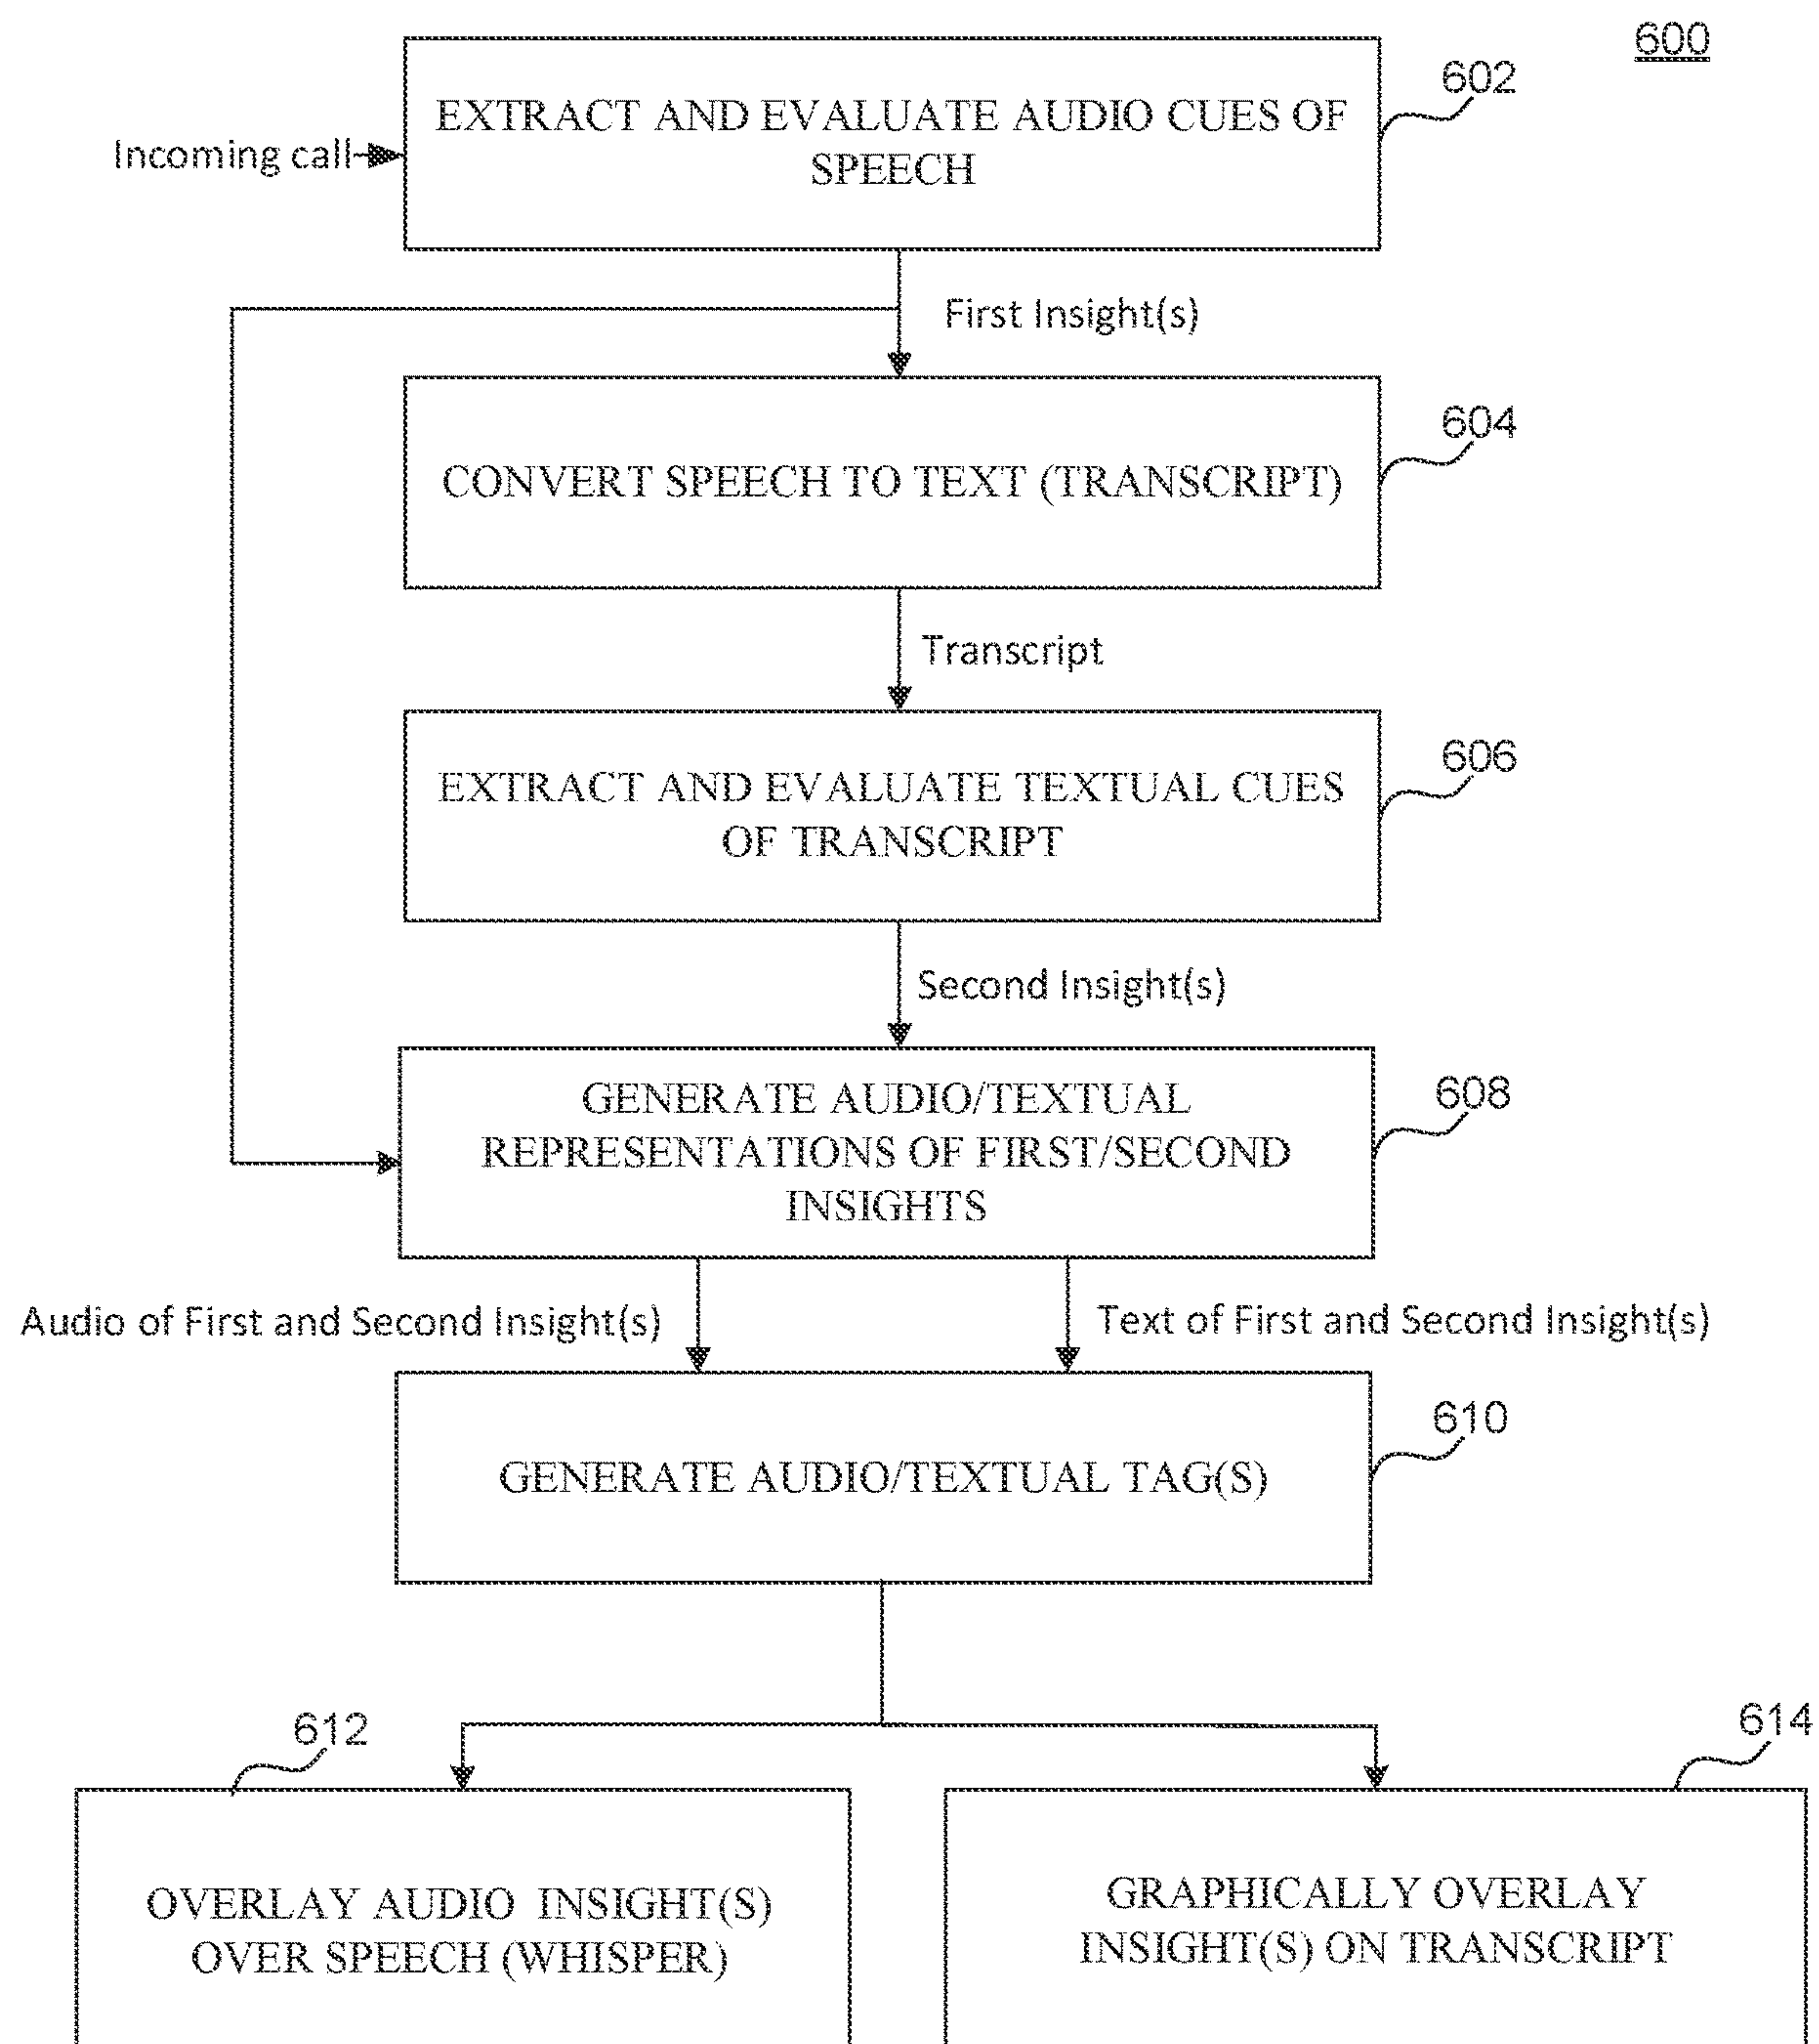 600
602
EXTRACT AND EVALUATE AUDIO CUES OF
SPEECH
Incoming call
First Insight(s)
604
CONVERT SPEECH TO TEXT (TRANSCRIPT)
Transcript
606
EXTRACT AND EVALUATE TEXTUAL CUES
OF TRANSCRIPT
Second Insight(s)
608
GENERATE AUDIO/TEXTUAL
REPRESENTATIONS OF FIRST/SECOND
INSIGHTS
Audio of First and Second Insight(s)
Text of First and Second Insight(s)
610
GENERATE AUDIO/TEXTUAL TAG(S)
612
614
OVERLAY AUDIO INSIGHT(S)
OVER SPEECH (WHISPER)
GRAPHICALLY OVERLAY
INSIGHT(S) ON TRANSCRIPT